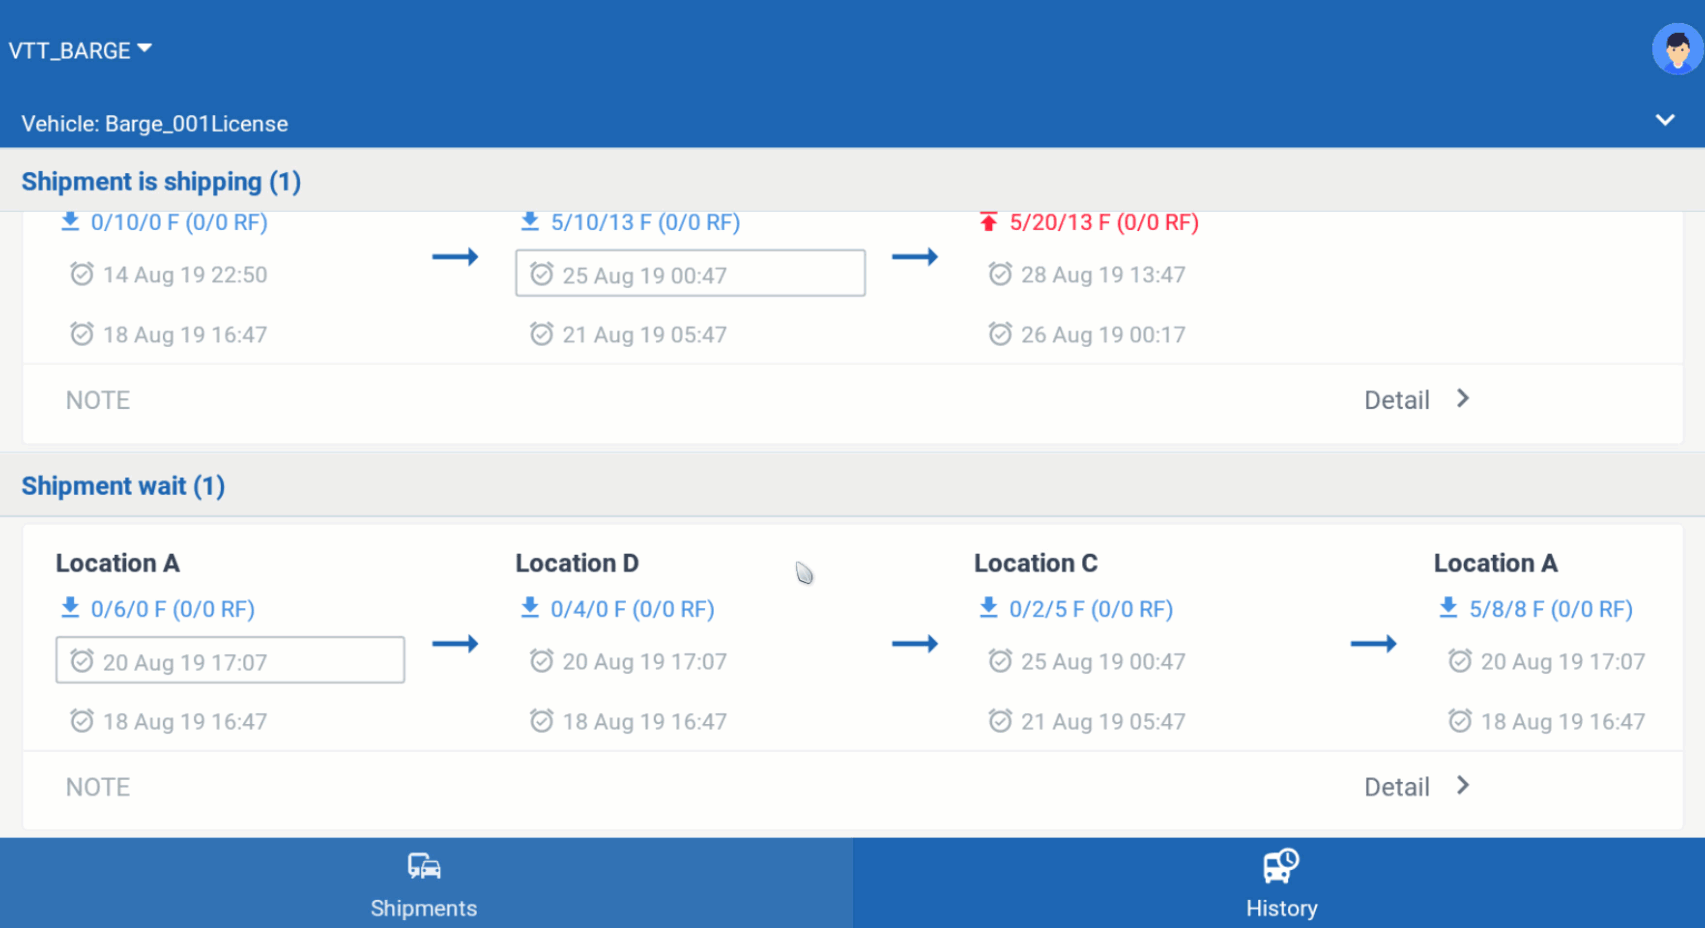 VTT_BARGE
Vehicle: Barge_001License
Shipment is shipping (1)
0/10/0 F (0/0 RF) 5/10/13 F (0/0 RF) 5/20/13 F (0/0 RF)
14 Aug 19 22:50 25 Aug 19 00:47 28 Aug 19 13:47
18 Aug 19 16:47 21 Aug 19 05:47 26 Aug 19 00:17
NOTE Detail
Shipment wait (1)
Location A Location D Location C Location A
0/6/0 F (0/0 RF) 0/4/0 F (0/0 RF) 0/2/5 F (0/0 RF) 5/8/8 F (0/0 RF)
20 Aug 19 17:07 20 Aug 19 17:07 25 Aug 19 00:47 20 Aug 19 17:07
18 Aug 19 16:47 18 Aug 19 16:47 21 Aug 19 05:47 18 Aug 19 16:47
NOTE Detail
Shipments History